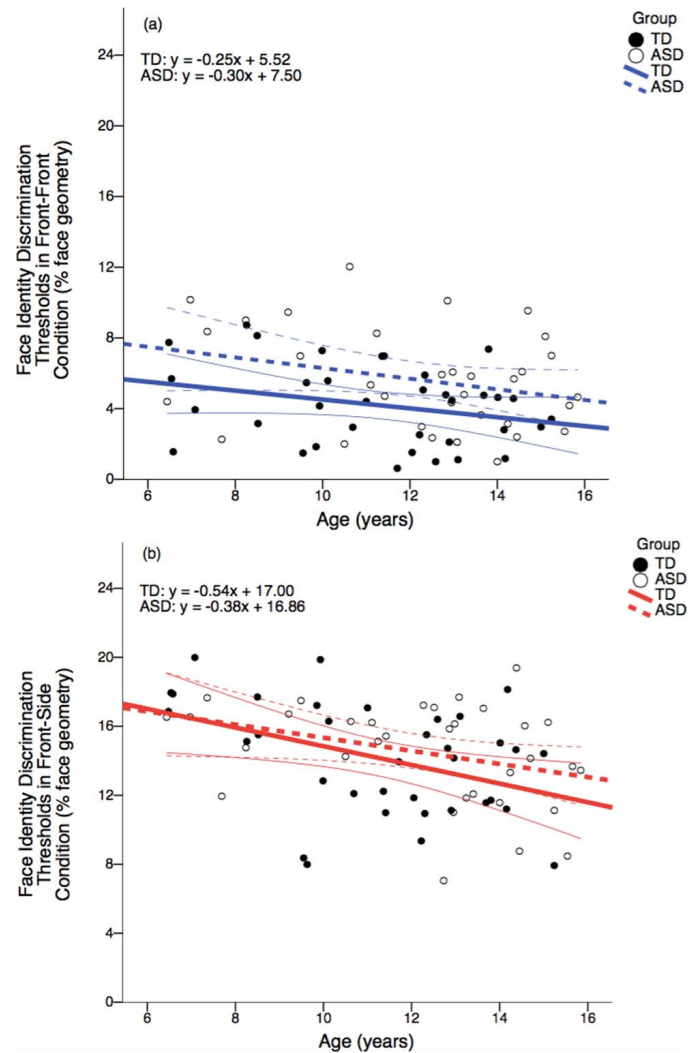 (a)
Group
TD
ASD
TD
ASD
TD: y = -0.25x + 5.52
ASD: y = -0.30x + 7.50
Face Identity Discrimination
Thresholds in Front-Front
Condition (% face geometry)
24
20
16
12
8
4
0
6 8 10 12 14 16
Age (years)
(b)
Group
TD
ASD
TD
ASD
TD: y = -0.54x + 17.00
ASD: y = -0.38x + 16.86
Face Identity Discrimination
Thresholds in Front-Side
Condition (% face geometry)
24
20
16
12
8
4
0
6 8 10 12 14 16
Age (years)